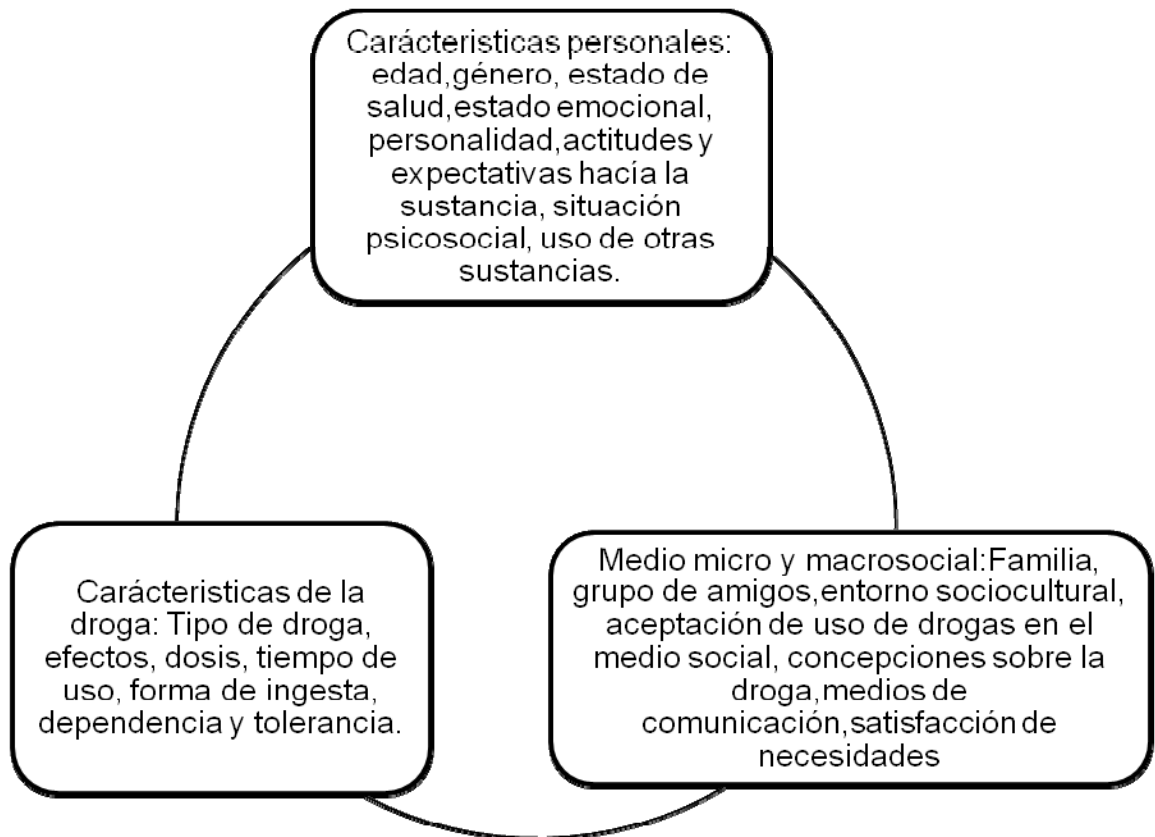 Carácteristicas personales:
edad,género, estado de
salud,estado emocional,
personalidad,actitudes y
expectativas hacía la
sustancia, situación
psicosocial, uso de otras
sustancias.
Carácteristicas de la
droga: Tipo de droga,
efectos, dosis, tiempo de
uso, forma de ingesta,
dependencia y tolerancia.
Medio micro y macrosocial:Familia,
grupo de amigos,entorno sociocultural,
aceptación de uso de drogas en el
medio social, concepciones sobre la
droga,medios de
comunicación,satisfacción de
necesidades